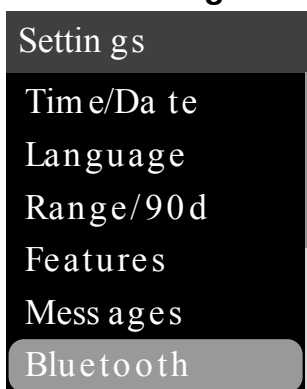 Settings
Time/Date
Language
Range/90d
Features
Messages
Bluetooth